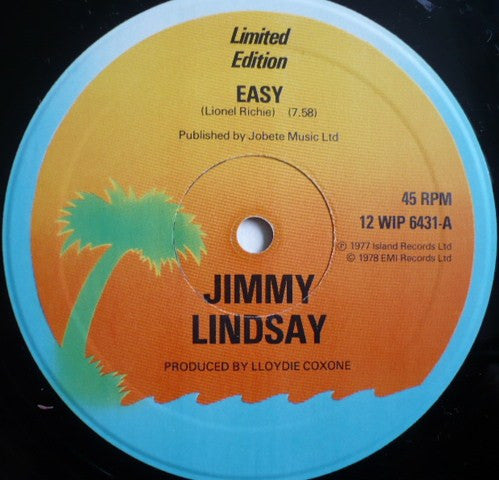 Limited
Edition
EASY
(Lionel Richie) (7.58)
Published by Jobete Music Ltd
45 RPM
12 WIP 6431-A
℗ 1977 Island Records Ltd
© 1978 EMI Records Ltd
JIMMY
LINDSAY
PRODUCED BY LLOYDIE COXONE